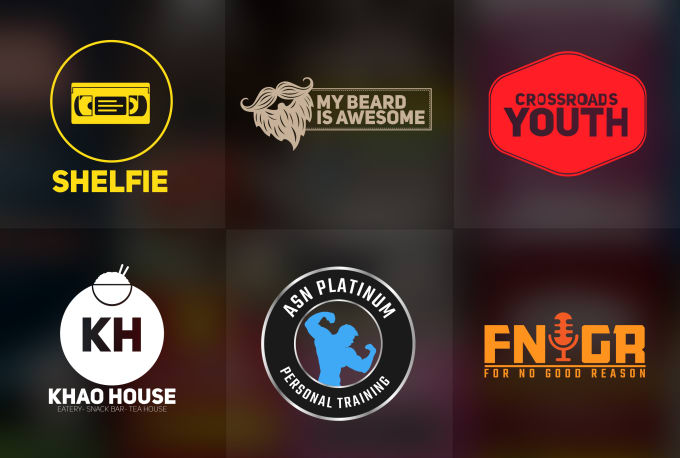 SHELFIE
MY BEARD
IS AWESOME
CROSSROADS
YOUTH
KH
KHAO HOUSE
EATERY- SNACK BAR- TEA HOUSE
ASN PLATINUM
PERSONAL TRAINING
FNGR
FOR NO GOOD REASON